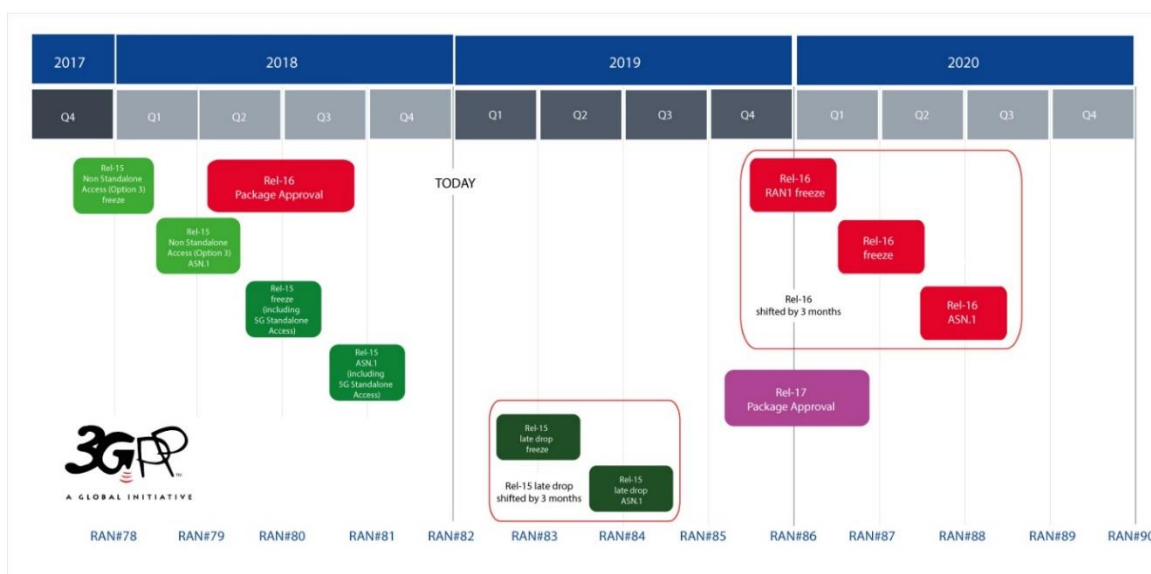 2017
2018
2019
2020
Q4
Q1
Q2
Q3
Q4
Q1
Q2
Q3
Q4
Q1
Q2
Q3
Q4
Rel-15
Non Standalone
Access (Option 3)
freeze
Rel-16
Package Approval
TODAY
Rel-16
RAN1 freeze
Rel-15
Non Standalone
Access (Option 3)
ASN.1
Rel-16
freeze
Rel-15
freeze
(including
5G Standalone
Access)
Rel-16
shifted by 3 months
Rel-16
ASN.1
Rel-15
ASN.1
(including
5G Standalone
Access)
Rel-17
Package Approval
Rel-15
late drop
freeze
Rel-15 late drop
shifted by 3 months
Rel-15
late drop
ASN.1
3GPP
TM
A GLOBAL INITIATIVE
RAN#78
RAN#79
RAN#80
RAN#81
RAN#82
RAN#83
RAN#84
RAN#85
RAN#86
RAN#87
RAN#88
RAN#89
RAN#90